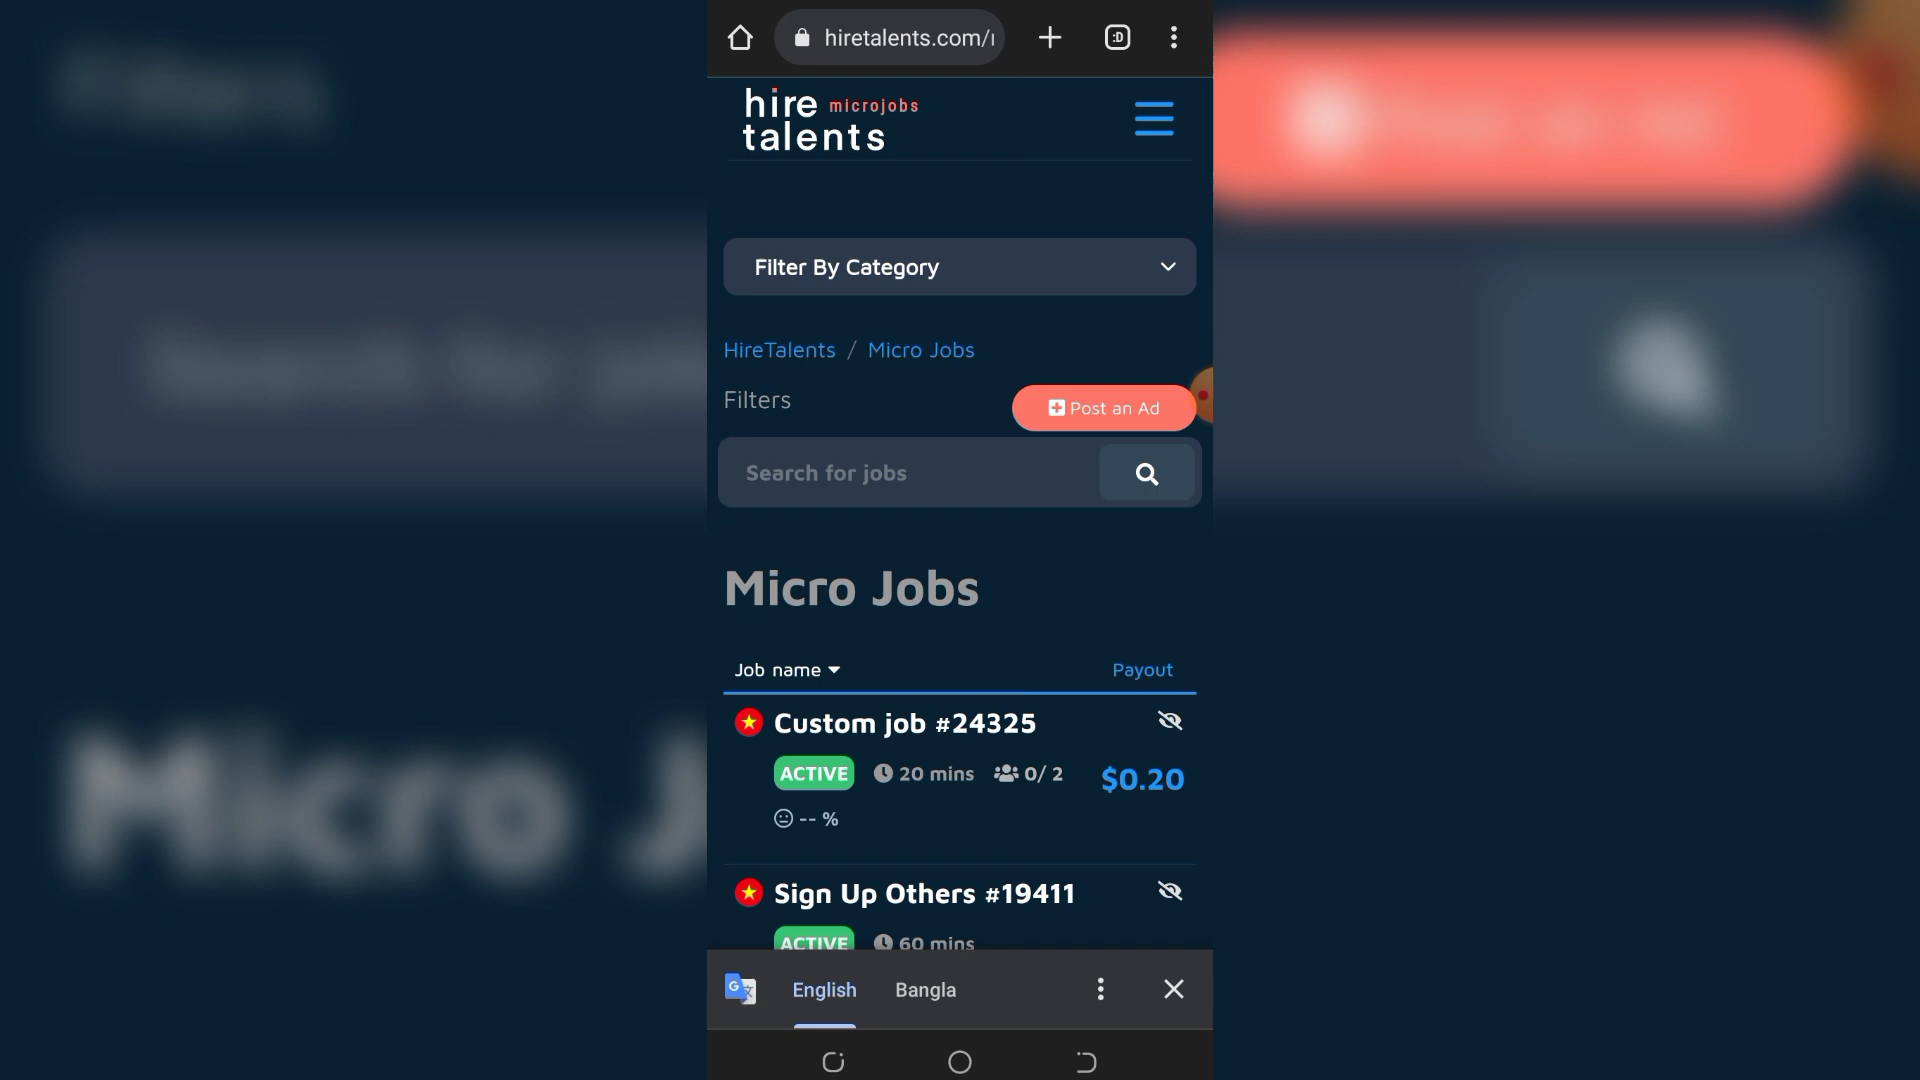 hiretalents.com/
:D
hire microjobs
talents
Filter By Category
HireTalents / Micro Jobs
Filters
Post an Ad
Search for jobs
Micro Jobs
Job name Payout
Custom job #24325
ACTIVE 20 mins 0/ 2 $0.20
-- %
Sign Up Others #19411
ACTIVE 60 mins
English Bangla